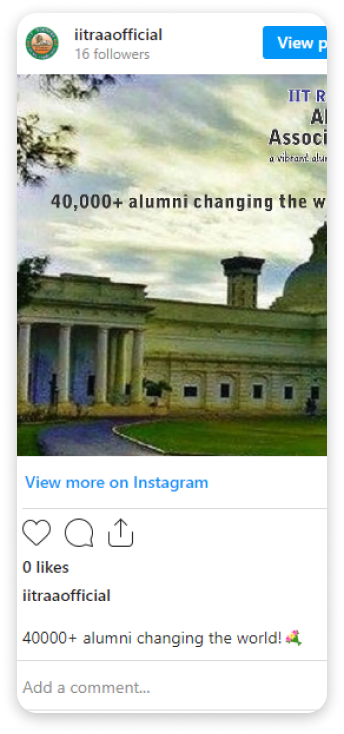 iitraaofficial
16 followers
View p
IIT R
Al
Associ
a vibrant alu
40,000+ alumni changing the w
View more on Instagram
0 likes
iitraaofficial
40000+ alumni changing the world! 💐
Add a comment...